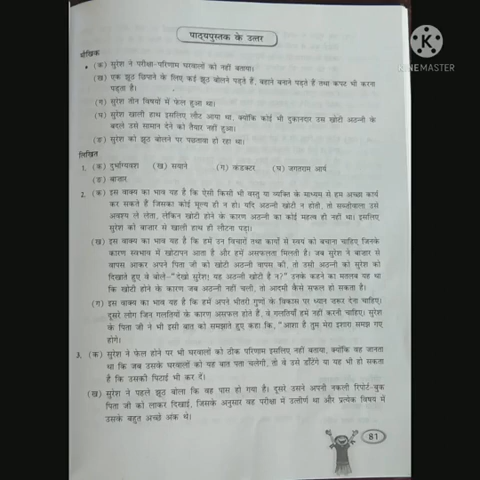 पाठ्यपुस्तक के उत्तर
K
KINEMASTER
मौखिक
(क) सुरेश ने परीक्षा-परिणाम घरवालों को नहीं बताया।
(ख) एक झूठ छिपाने के लिए कई झूठ बोलने पड़ते हैं, बहाने बनाने पड़ते हैं तथा कपट भी करना
पड़ता है।
(ग) सुरेश तीन विषयों में फेल हुआ था।
(घ) सुरेश खाली हाथ इसलिए लौट आया था, क्योंकि कोई भी दुकानदार उस खोटी अठन्नी के
बदले उसे सामान देने को तैयार नहीं हुआ।
(ङ) सुरेश को झूठ बोलने पर पछतावा हो रहा था।
लिखित
1. (क) दुर्भाग्यवश (ख) सयाने (ग) कंडक्टर (घ) जगतराम आर्य
(ङ) बाजार
2. (क) इस वाक्य का भाव यह है कि ऐसी किसी भी वस्तु या व्यक्ति के माध्यम से हम अच्छा कार्य
कर सकते हैं जिसका कोई मूल्य ही न हो। यदि अठन्नी खोटी न होती, तो सब्जीवाला उसे
अवश्य ले लेता, लेकिन खोटी होने के कारण अठन्नी का कोई महत्व ही नहीं था। इसलिए
सुरेश को बाजार से खाली हाथ ही लौटना पड़ा।
(ख) इस वाक्य का भाव यह है कि हमें उन विचारों तथा कार्यों से स्वयं को बचाना चाहिए जिनके
कारण स्वभाव में खोटापन आता है और हमें असफलता मिलती है। जब सुरेश ने बाजार से
वापस आकर अपने पिता जी को खोटी अठन्नी वापस की, तो उसी अठन्नी को सुरेश को
दिखाते हुए वे बोले-"देखो सुरेश! यह अठन्नी खोटी है न?" उनके कहने का मतलब यह था
कि खोटी होने के कारण जब अठन्नी नहीं चली, तो आदमी कैसे सफल हो सकता है।
(ग) इस वाक्य का भाव यह है कि हमें अपने भीतरी गुणों के विकास पर ध्यान जरूर देना चाहिए।
दूसरे लोग जिन गलतियों के कारण असफल होते हैं, वे गलतियाँ हमें नहीं करनी चाहिए। सुरेश
के पिता जी ने भी इसी बात को समझाते हुए कहा कि, "आशा है तुम मेरा इशारा समझ गए
होगे।
3. (क) सुरेश ने फेल होने पर भी घरवालों को ठीक परिणाम इसलिए नहीं बताया, क्योंकि वह जानता
था कि जब उसके घरवालों को यह बात पता चलेगी, तो वे उसे डाँटेंगे या यह भी हो सकता
है कि उसकी पिटाई भी कर दें।
(ख) सुरेश ने पहले झूठ बोला कि वह पास हो गया है। दूसरे उसने अपनी नकली रिपोर्ट-बुक
पिता जी को लाकर दिखाई, जिसके अनुसार वह परीक्षा में उत्तीर्ण था और प्रत्येक विषय में
उसके बहुत अच्छे अंक थे।
81